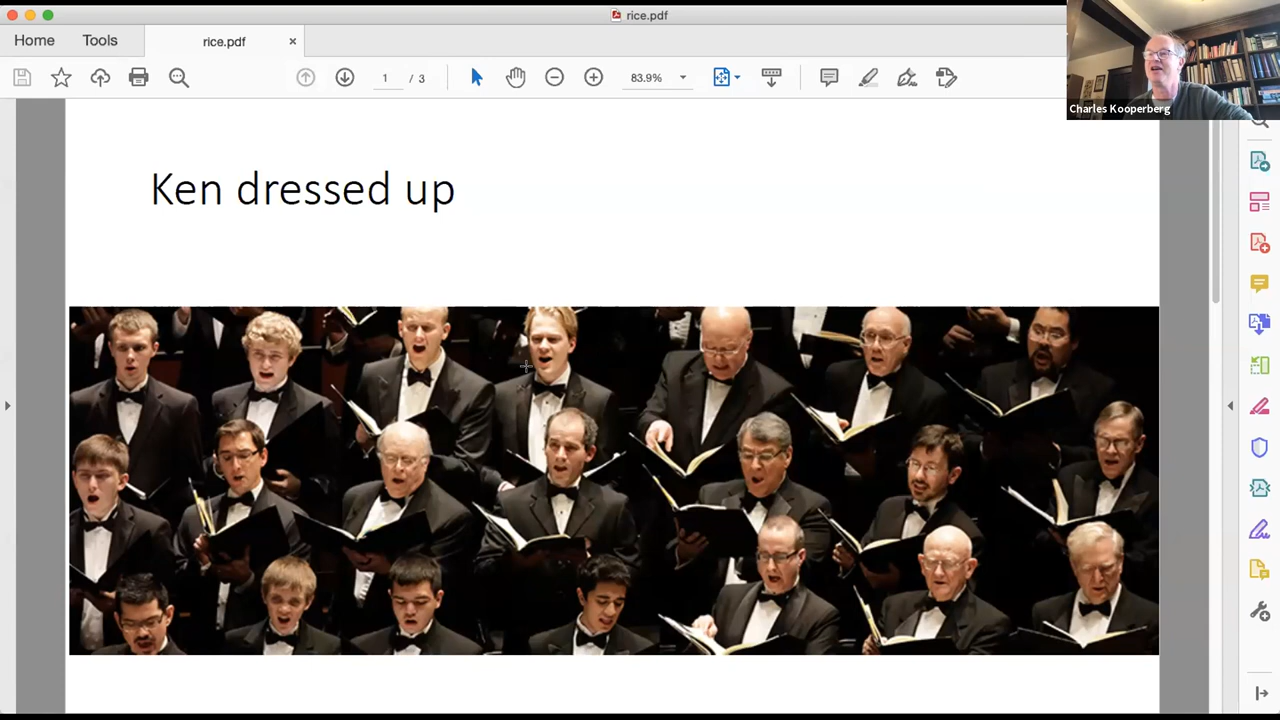 rice.pdf
Home
Tools
rice.pdf
1
/ 3
83.9%
Charles Kooperberg
Ken dressed up